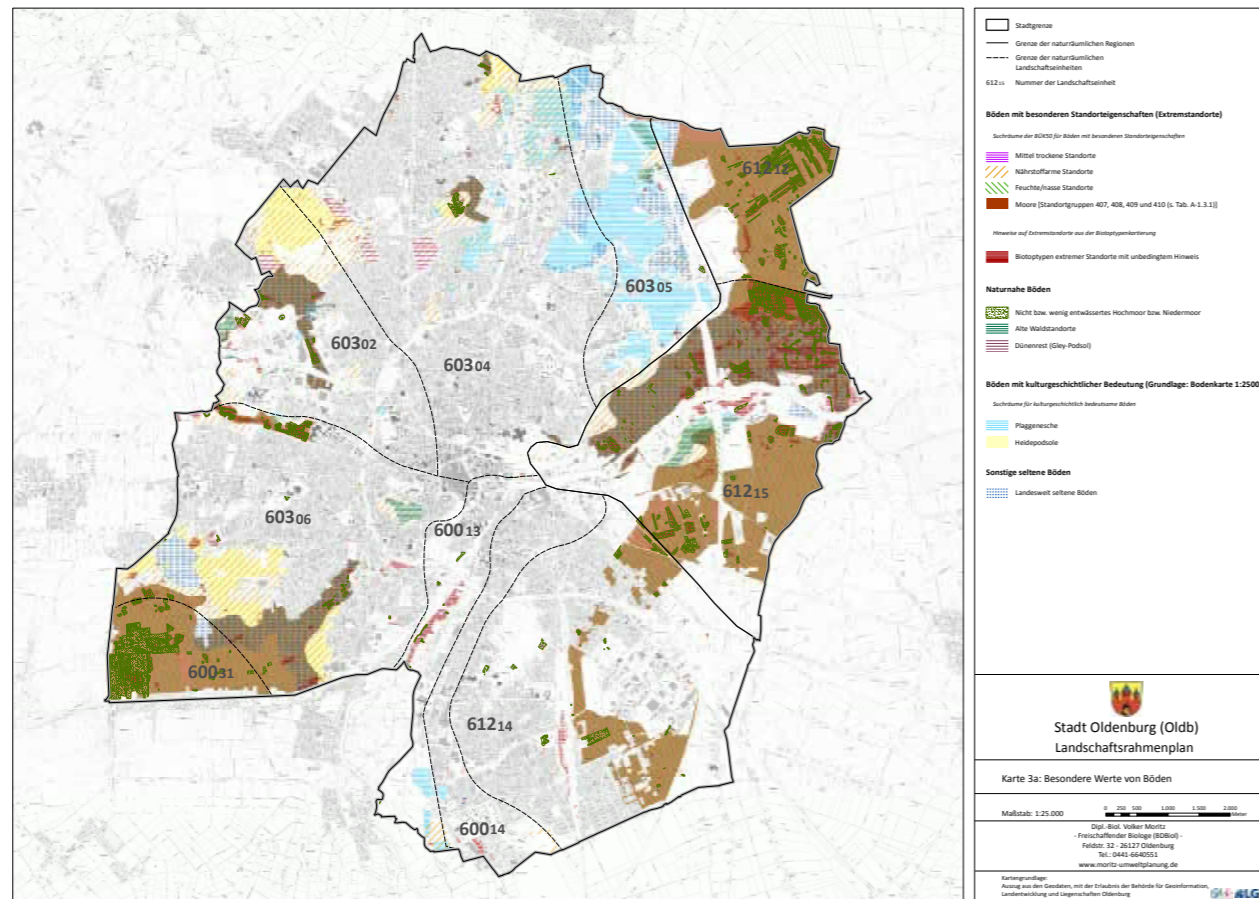 612 12
603 05
603 02
603 04
612 15
603 06
600 13
600 31
612 14
600 14
Stadtgrenze
Grenze der naturräumlichen Regionen
Grenze der naturräumlichen
Landschaftseinheiten
612 15 Nummer der Landschaftseinheit
Böden mit besonderen Standorteigenschaften (Extremstandorte)
Suchräume der BÜK50 für Böden mit besonderen Standorteigenschaften
Mittel trockene Standorte
Nährstoffarme Standorte
Feuchte/nasse Standorte
Moore [Standortgruppen 407, 408, 409 und 410 (s. Tab. A-1.3.1)]
Hinweise auf Extremstandorte aus der Biotoptypenkartierung
Biotoptypen extremer Standorte mit unbedingtem Hinweis
Naturnahe Böden
Nicht bzw. wenig entwässertes Hochmoor bzw. Niedermoor
Alte Waldstandorte
Dünenrest (Gley-Podsol)
Böden mit kulturgeschichtlicher Bedeutung (Grundlage: Bodenkarte 1:2500
Suchräume für kulturgeschichtlich bedeutsame Böden
Plaggenesche
Heidepodsole
Sonstige seltene Böden
Landesweit seltene Böden
Stadt Oldenburg (Oldb)
Landschaftsrahmenplan
Karte 3a: Besondere Werte von Böden
Maßstab: 1:25.000
0 250 500 1.000 1.500 2.000
Meter
Dipl.-Biol. Volker Moritz
- Freischaffender Biologe (BDBiol) -
Feldstr. 32 - 26127 Oldenburg
Tel.: 0441-6640551
www.moritz-umweltplanung.de
Kartengrundlage:
Auszug aus den Geodaten, mit der Erlaubnis der Behörde für Geoinformation,
Landentwicklung und Liegenschaften Oldenburg